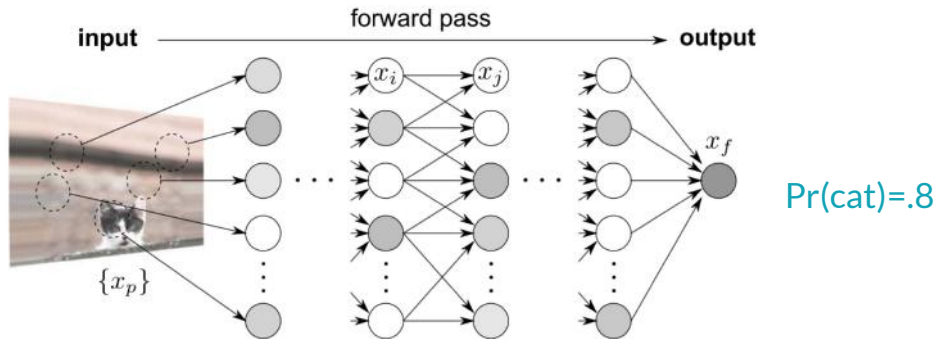 forward pass
input
output
x_i
x_j
x_f
Pr(cat)=.8
{x_p}